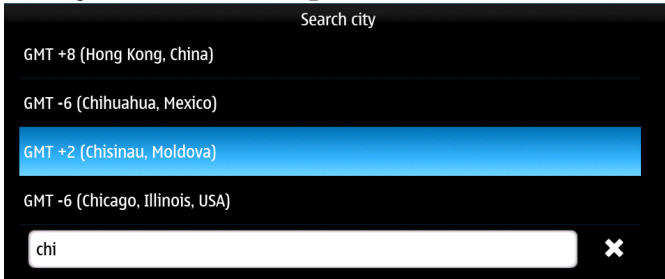 Search city
GMT +8 (Hong Kong, China)
GMT -6 (Chihuahua, Mexico)
GMT +2 (Chisinau, Moldova)
GMT -6 (Chicago, Illinois, USA)
chi